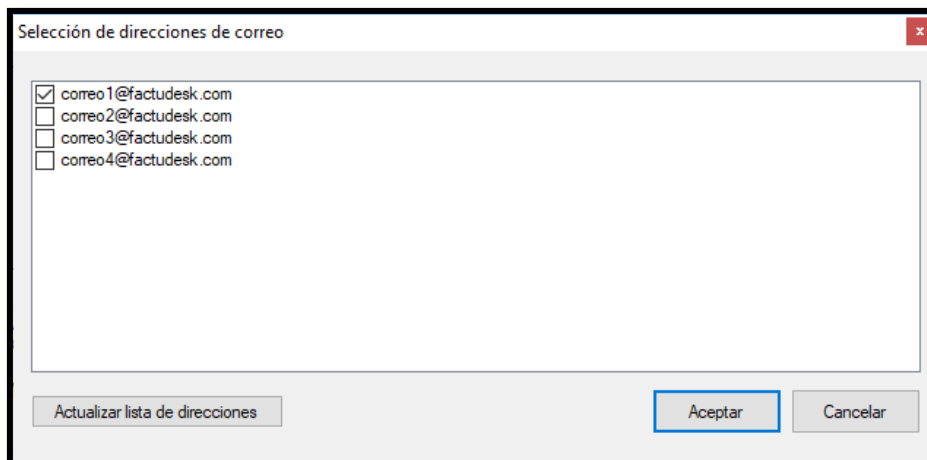 Selección de direcciones de correo
x
correo1@factudesk.com
correo2@factudesk.com
correo3@factudesk.com
correo4@factudesk.com
Actualizar lista de direcciones
Aceptar
Cancelar